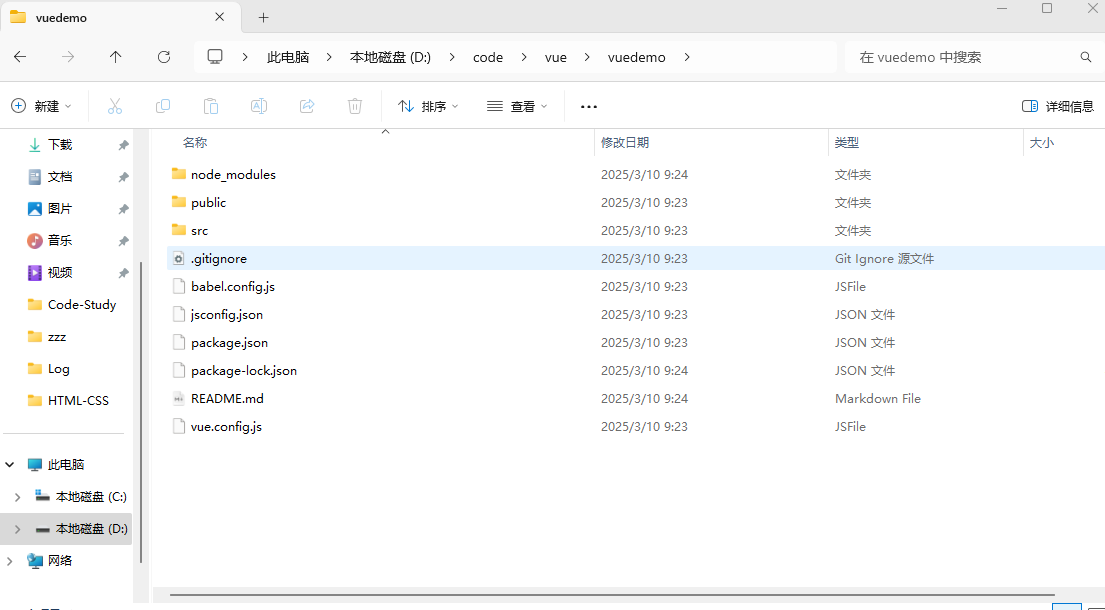 vuedemo
此电脑 本地磁盘 (D:) code vue vuedemo 在 vuedemo 中搜索
新建 排序 查看 详细信息
下载
文档
图片
音乐
视频
Code-Study
zzz
Log
HTML-CSS
此电脑
本地磁盘 (C:)
本地磁盘 (D:)
网络
名称 修改日期 类型 大小
node_modules 2025/3/10 9:24 文件夹
public 2025/3/10 9:23 文件夹
src 2025/3/10 9:23 文件夹
.gitignore 2025/3/10 9:23 Git Ignore 源文件
babel.config.js 2025/3/10 9:23 JSFile
jsconfig.json 2025/3/10 9:23 JSON 文件
package.json 2025/3/10 9:23 JSON 文件
package-lock.json 2025/3/10 9:24 JSON 文件
README.md 2025/3/10 9:24 Markdown File
vue.config.js 2025/3/10 9:23 JSFile